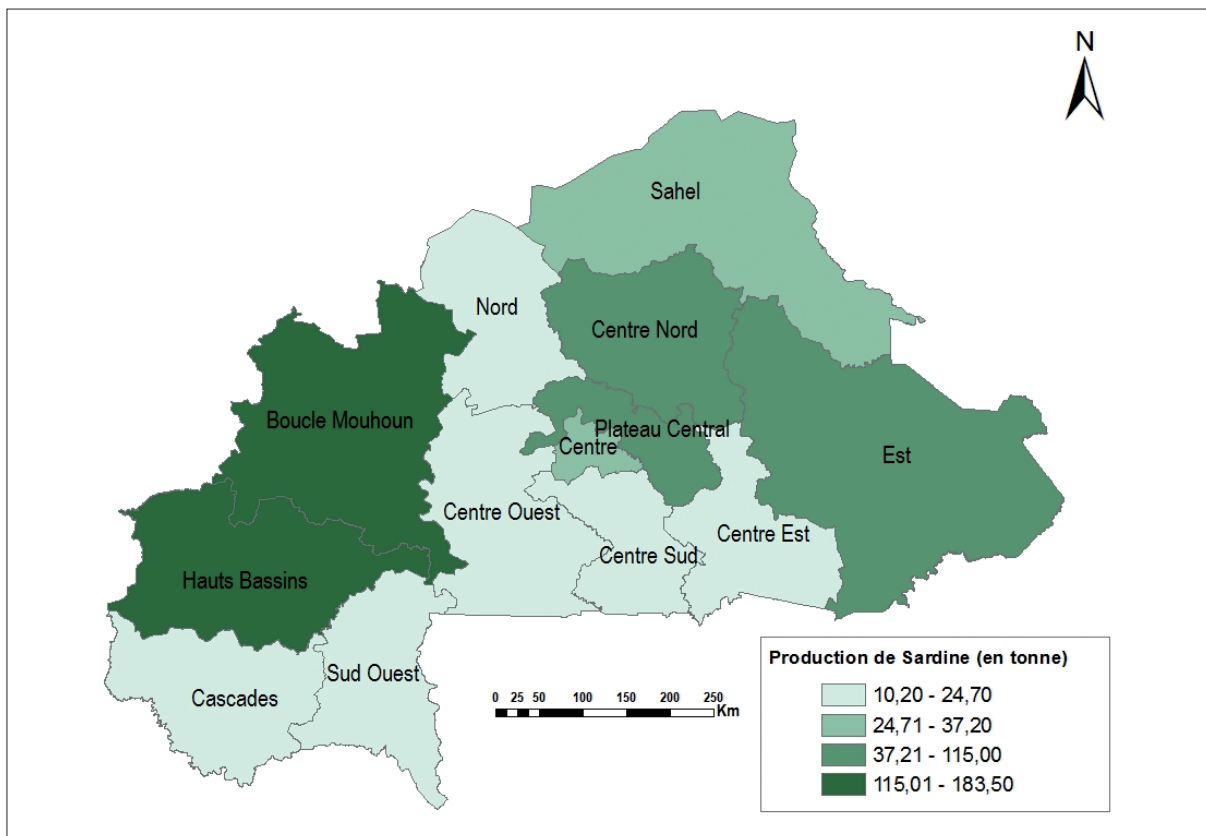 N
Sahel
Nord
Centre Nord
Boucle Mouhoun
Plateau Central
Centre
Est
Centre Ouest
Centre Est
Centre Sud
Hauts Bassins
Sud Ouest
Cascades
0 25 50 100 150 200 250
Km
Production de Sardine (en tonne)
10,20 - 24,70
24,71 - 37,20
37,21 - 115,00
115,01 - 183,50